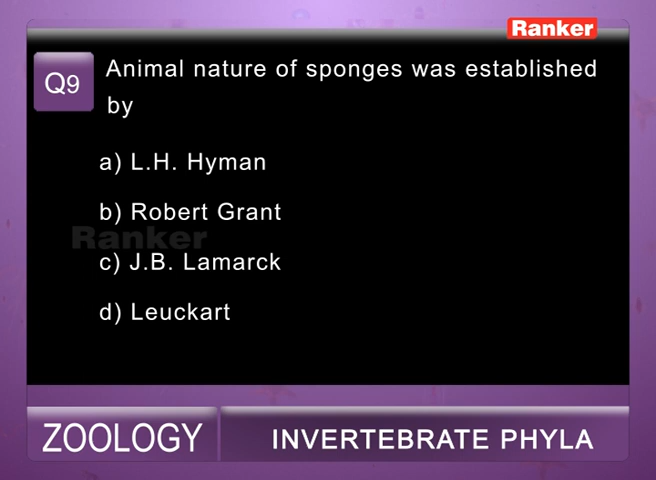 Ranker
Q9
Animal nature of sponges was established
by
a) L.H. Hyman
b) Robert Grant
Ranker
c) J.B. Lamarck
d) Leuckart
ZOOLOGY
INVERTEBRATE PHYLA